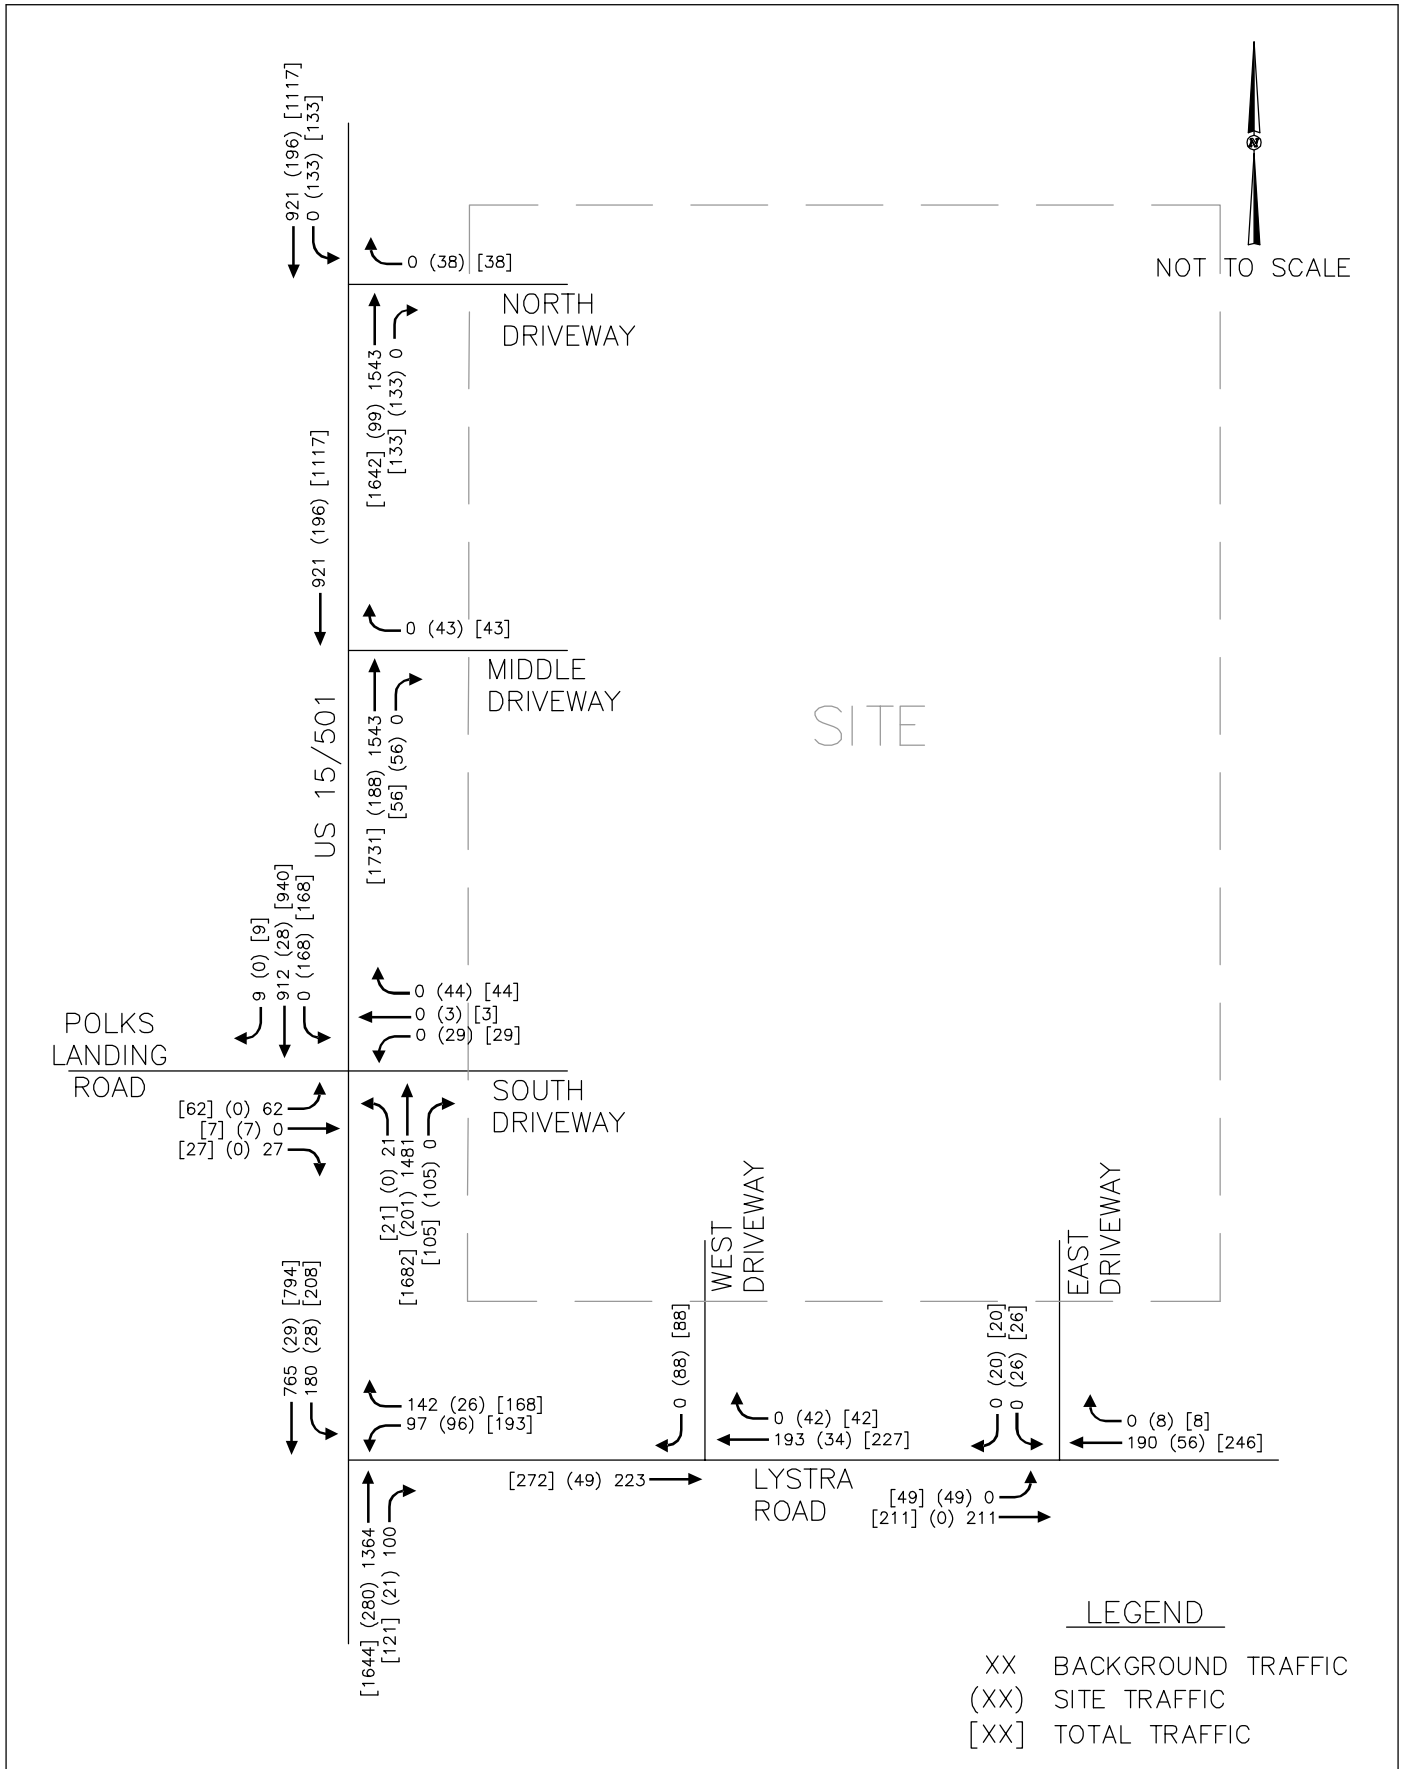 921 (196) [1117]
0 (133) [133]
N
NOT TO SCALE
0 (38) [38]
NORTH
DRIVEWAY
[1642] (99) 1543
[133] (133) 0
921 (196) [1117]
0 (43) [43]
MIDDLE
DRIVEWAY
[1731] (188) 1543
[56] (56) 0
US 15/501
SITE
9 (0) [9]
912 (28) [940]
0 (168) [168]
0 (44) [44]
0 (3) [3]
0 (29) [29]
POLKS
LANDING
ROAD
SOUTH
DRIVEWAY
[62] (0) 62
[7] (7) 0
[27] (0) 27
[21] (0) 21
[1682] (201) 1481
[105] (105) 0
765 (29) [794]
180 (28) [208]
WEST
DRIVEWAY
EAST
DRIVEWAY
0 (88) [88]
0 (20) [20]
0 (26) [26]
142 (26) [168]
97 (96) [193]
0 (42) [42]
193 (34) [227]
0 (8) [8]
190 (56) [246]
[272] (49) 223
LYSTRA
ROAD
[49] (49) 0
[211] (0) 211
[1644] (280) 1364
[121] (21) 100
LEGEND
XX BACKGROUND TRAFFIC
(XX) SITE TRAFFIC
[XX] TOTAL TRAFFIC